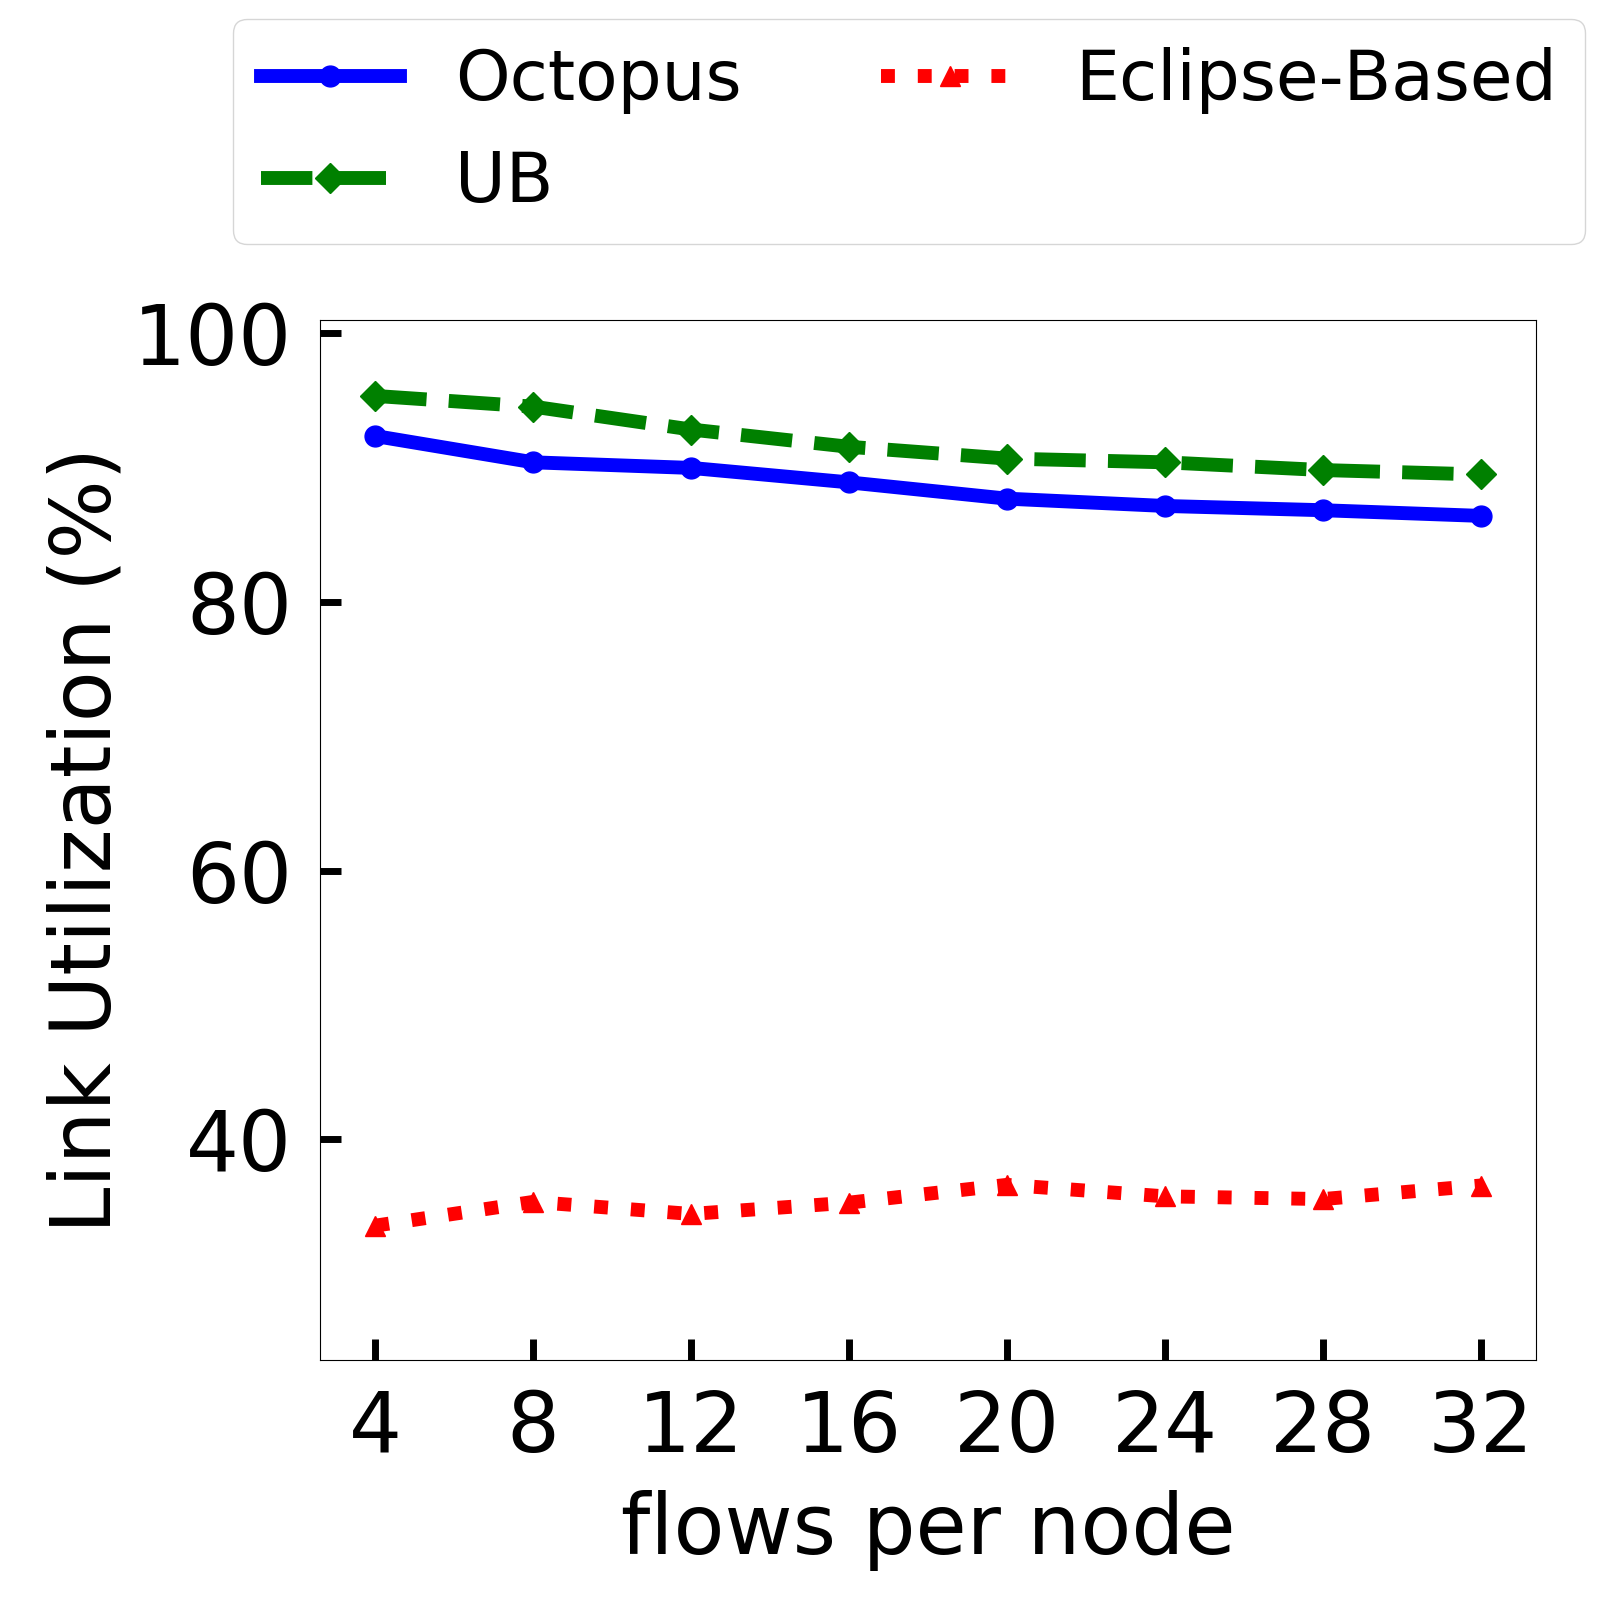 Octopus
UB
Eclipse-Based
Link Utilization (%)
100
80
60
40
4 8 12 16 20 24 28 32
flows per node